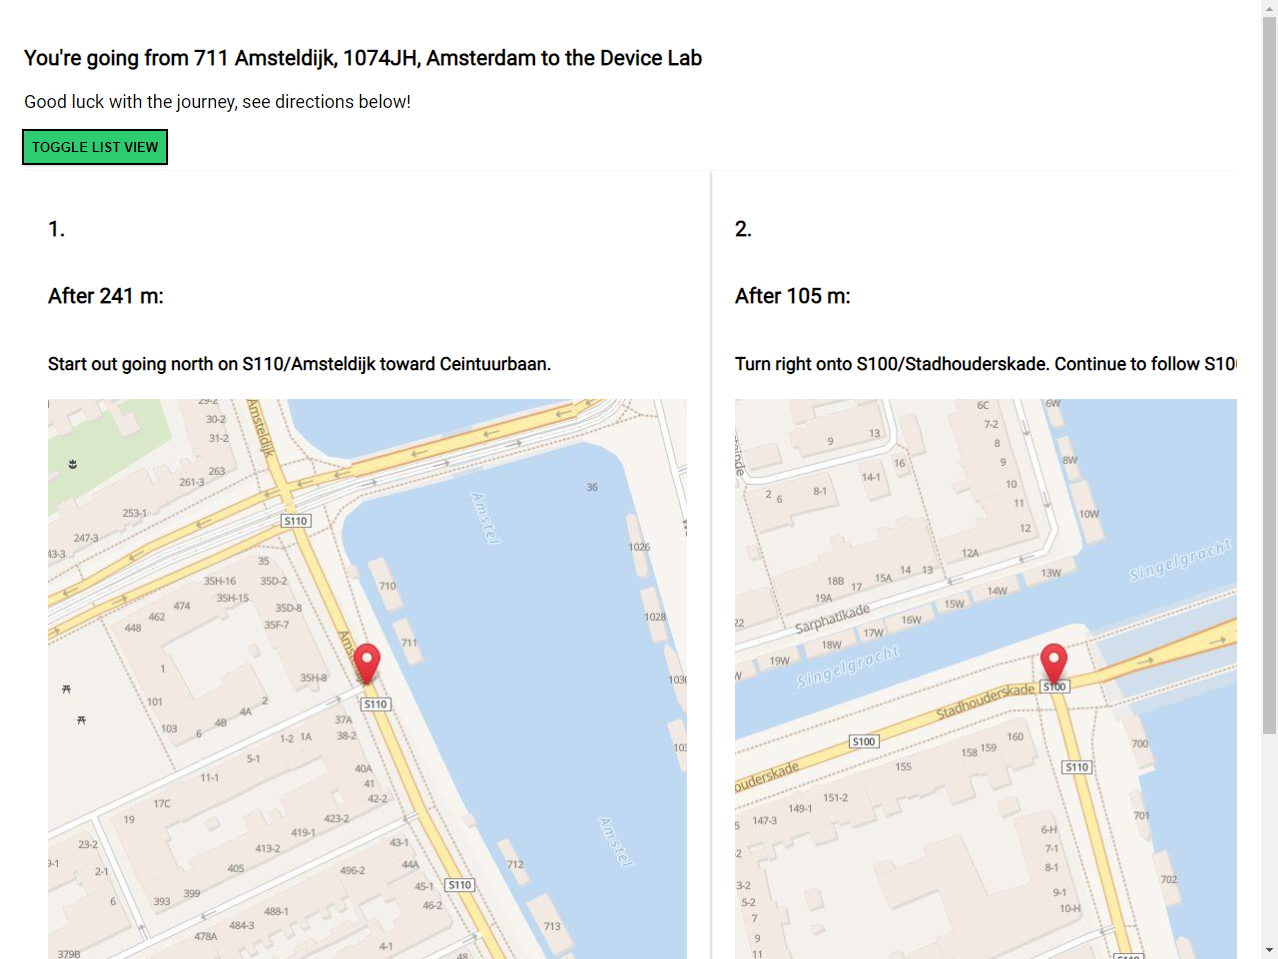 You're going from 711 Amsteldijk, 1074JH, Amsterdam to the Device Lab
Good luck with the journey, see directions below!
TOGGLE LIST VIEW
1.
After 241 m:
Start out going north on S110/Amsteldijk toward Ceintuurbaan.
29-2
30-2
31-2
Amsteldijk
263
261-3
253-1
247-3
43-3
S110
Amstel
36
1026
35
35H-16
35D-2
35H-15
474
462
448
35D-8
35F-7
710
711
1028
1
35H-8
101
103
2
4A
4B
6
S110
37A
38-2
1-2
1A
5-1
11-1
40A
41
42-2
17C
19
423-2
419-1
413-2
405
43-1
44A
496-2
45-1
46-2
S110
Amstel
712
713
23-2
2-1
6
393
399
488-1
484-3
478A
4-1
48
379B
2.
After 105 m:
Turn right onto S100/Stadhouderskade. Continue to follow
6C
6W
7-2
8
9
13
9
16
14-1
8-1
2
6
8W
10
11
12
10W
12A
13W
14
13
15A
17
18B
19A
14W
15W
16W
17W
18W
19W
22
Sarphatikade
Singelgracht
Singelgracht
S100
Stadhouderskade
S100
160
159
158
155
151-2
149-1
147-3
S110
700
701
702
6-H
7-1
8-1
9-1
10-H
3-2
5-2
7
9
11